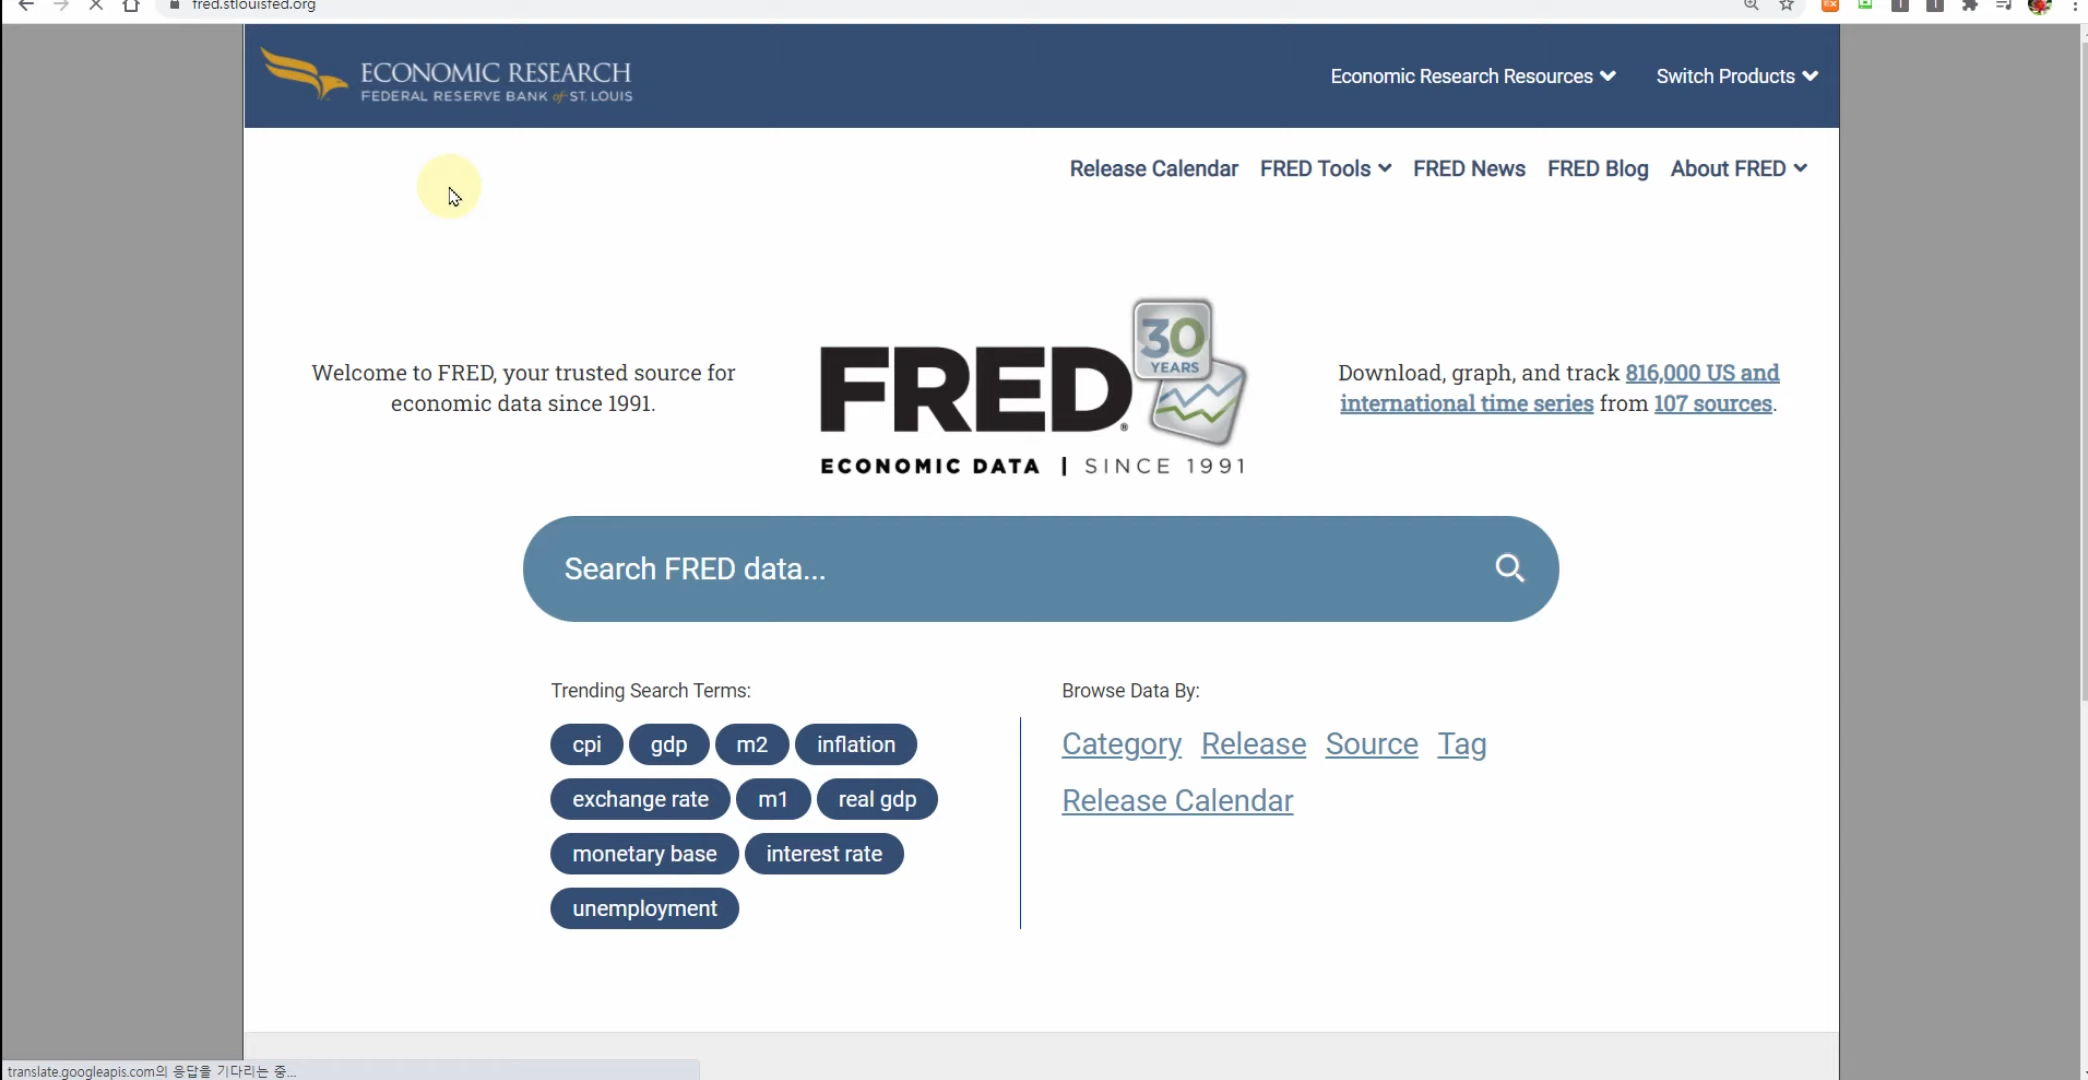 fred.stlouisfed.org
ECONOMIC RESEARCH
FEDERAL RESERVE BANK of ST. LOUIS
Economic Research Resources
Switch Products
Release Calendar
FRED Tools
FRED News
FRED Blog
About FRED
Welcome to FRED, your trusted source for
economic data since 1991.
30
YEARS
FRED®
ECONOMIC DATA | SINCE 1991
Download, graph, and track 816,000 US and
international time series from 107 sources.
Search FRED data...
Trending Search Terms:
cpi gdp m2 inflation
exchange rate m1 real gdp
monetary base interest rate
unemployment
Browse Data By:
Category Release Source Tag
Release Calendar
translate.googleapis.com의 응답을 기다리는 중...